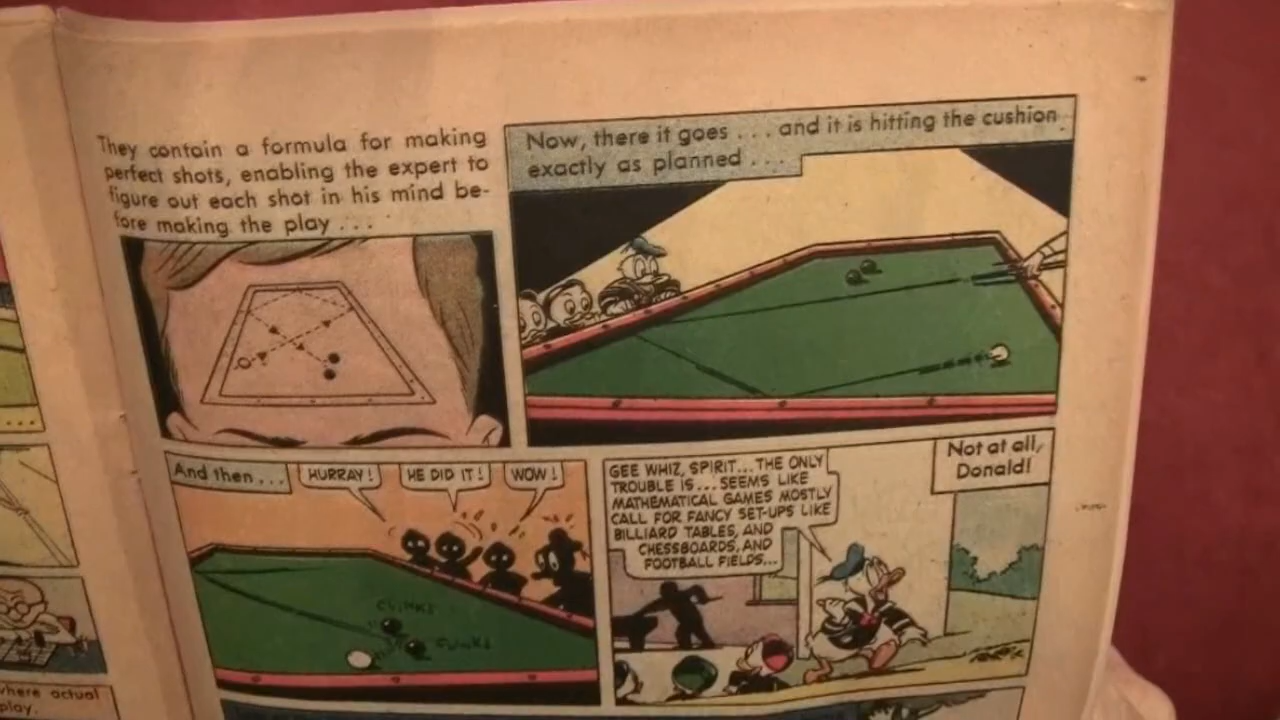 They contain a formula for making
perfect shots, enabling the expert to
figure out each shot in his mind be-
fore making the play . . .
Now, there it goes . . . and it is hitting the cushion
exactly as planned . . .
And then . . .
HURRAY!
HE DID IT!
WOW!
CLINK!
CLINK!
GEE WHIZ, SPIRIT... THE ONLY
TROUBLE IS... SEEMS LIKE
MATHEMATICAL GAMES MOSTLY
CALL FOR FANCY SET-UPS LIKE
BILLIARD TABLES, AND
CHESSBOARDS, AND
FOOTBALL FIELDS...
Not at all,
Donald!
where actual
play.